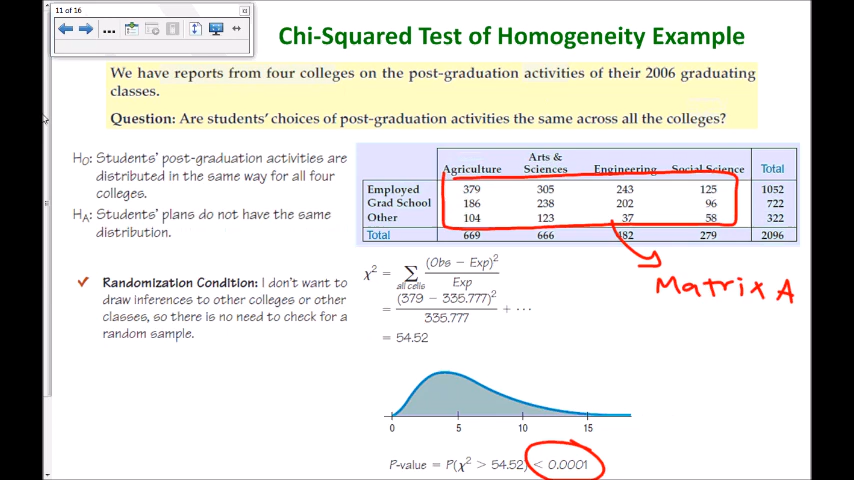 11 of 16
Chi-Squared Test of Homogeneity Example
We have reports from four colleges on the post-graduation activities of their 2006 graduating
classes.
Question: Are students' choices of post-graduation activities the same across all the colleges?
H0: Students' post-graduation activities are
distributed in the same way for all four
colleges.
HA: Students' plans do not have the same
distribution.
✓ Randomization Condition: I don't want to
draw inferences to other colleges or other
classes, so there is no need to check for a
random sample.
Agriculture Arts & Sciences Engineering Social Science Total
Employed 379 305 243 125 1052
Grad School 186 238 202 96 722
Other 104 123 37 58 322
Total 669 666 482 279 2096
Matrix A
χ² = ∑ all cells (Obs − Exp)² / Exp
= (379 − 335.777)² / 335.777 + ⋯
= 54.52
0 5 10 15
P-value = P(χ² > 54.52) < 0.0001